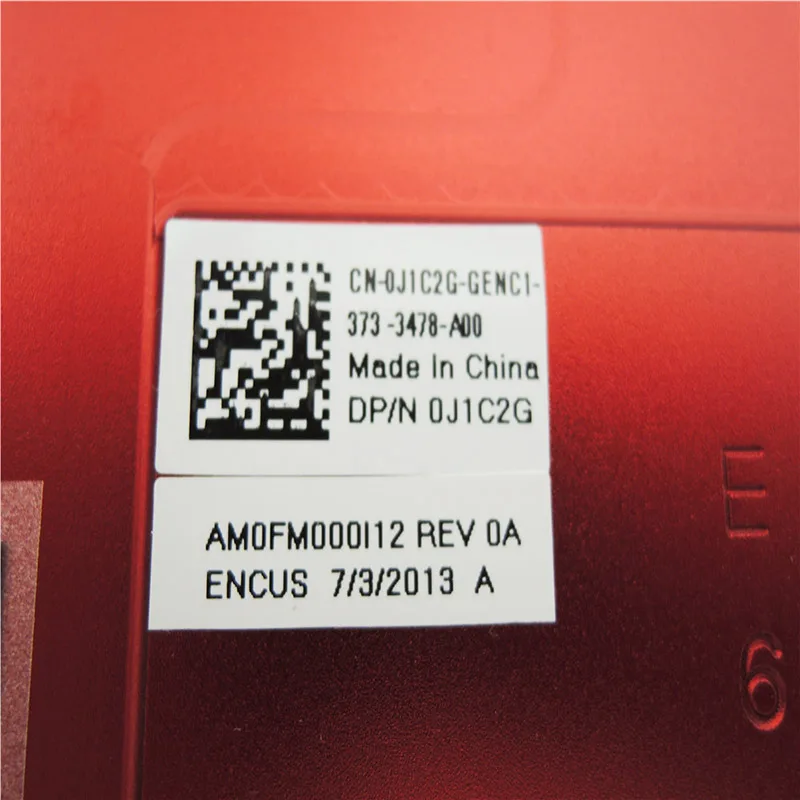 CN-0J1C2G-GENC1-
373-3478-A00
Made In China
DP/N 0J1C2G
AM0FM000I12 REV 0A
ENCUS 7/3/2013 A
E
6